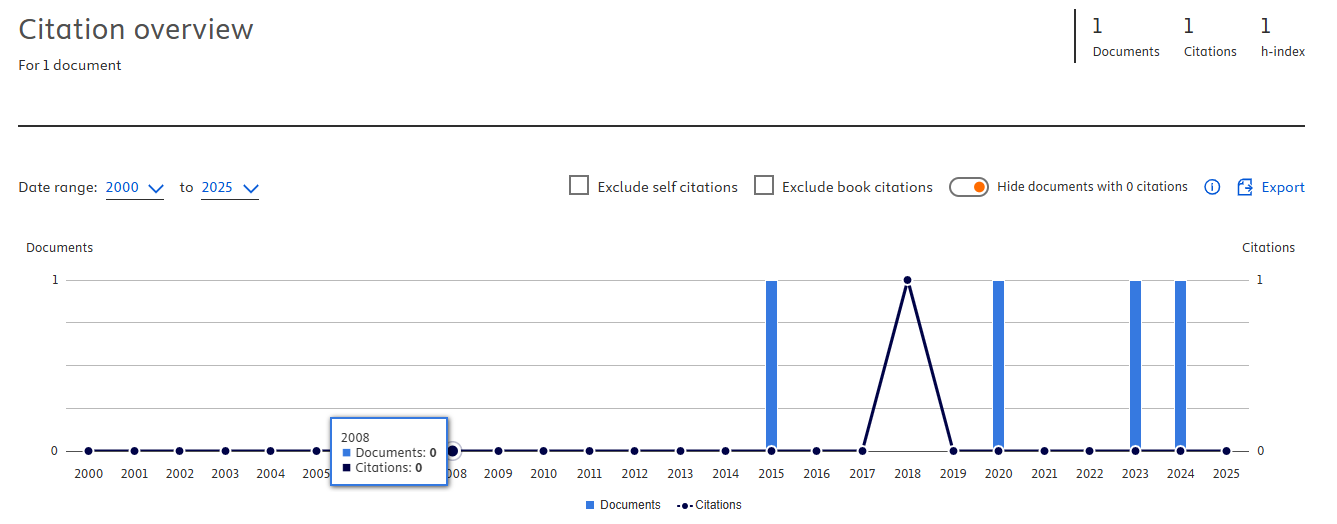 Citation overview
For 1 document
1 1 1
Documents Citations h-index
Date range: 2000 to 2025 Exclude self citations Exclude book citations Hide documents with 0 citations Export
Documents Citations
1 1
0 0
2008
Documents: 0
Citations: 0
2000 2001 2002 2003 2004 2005 008 2009 2010 2011 2012 2013 2014 2015 2016 2017 2018 2019 2020 2021 2022 2023 2024 2025
Documents Citations